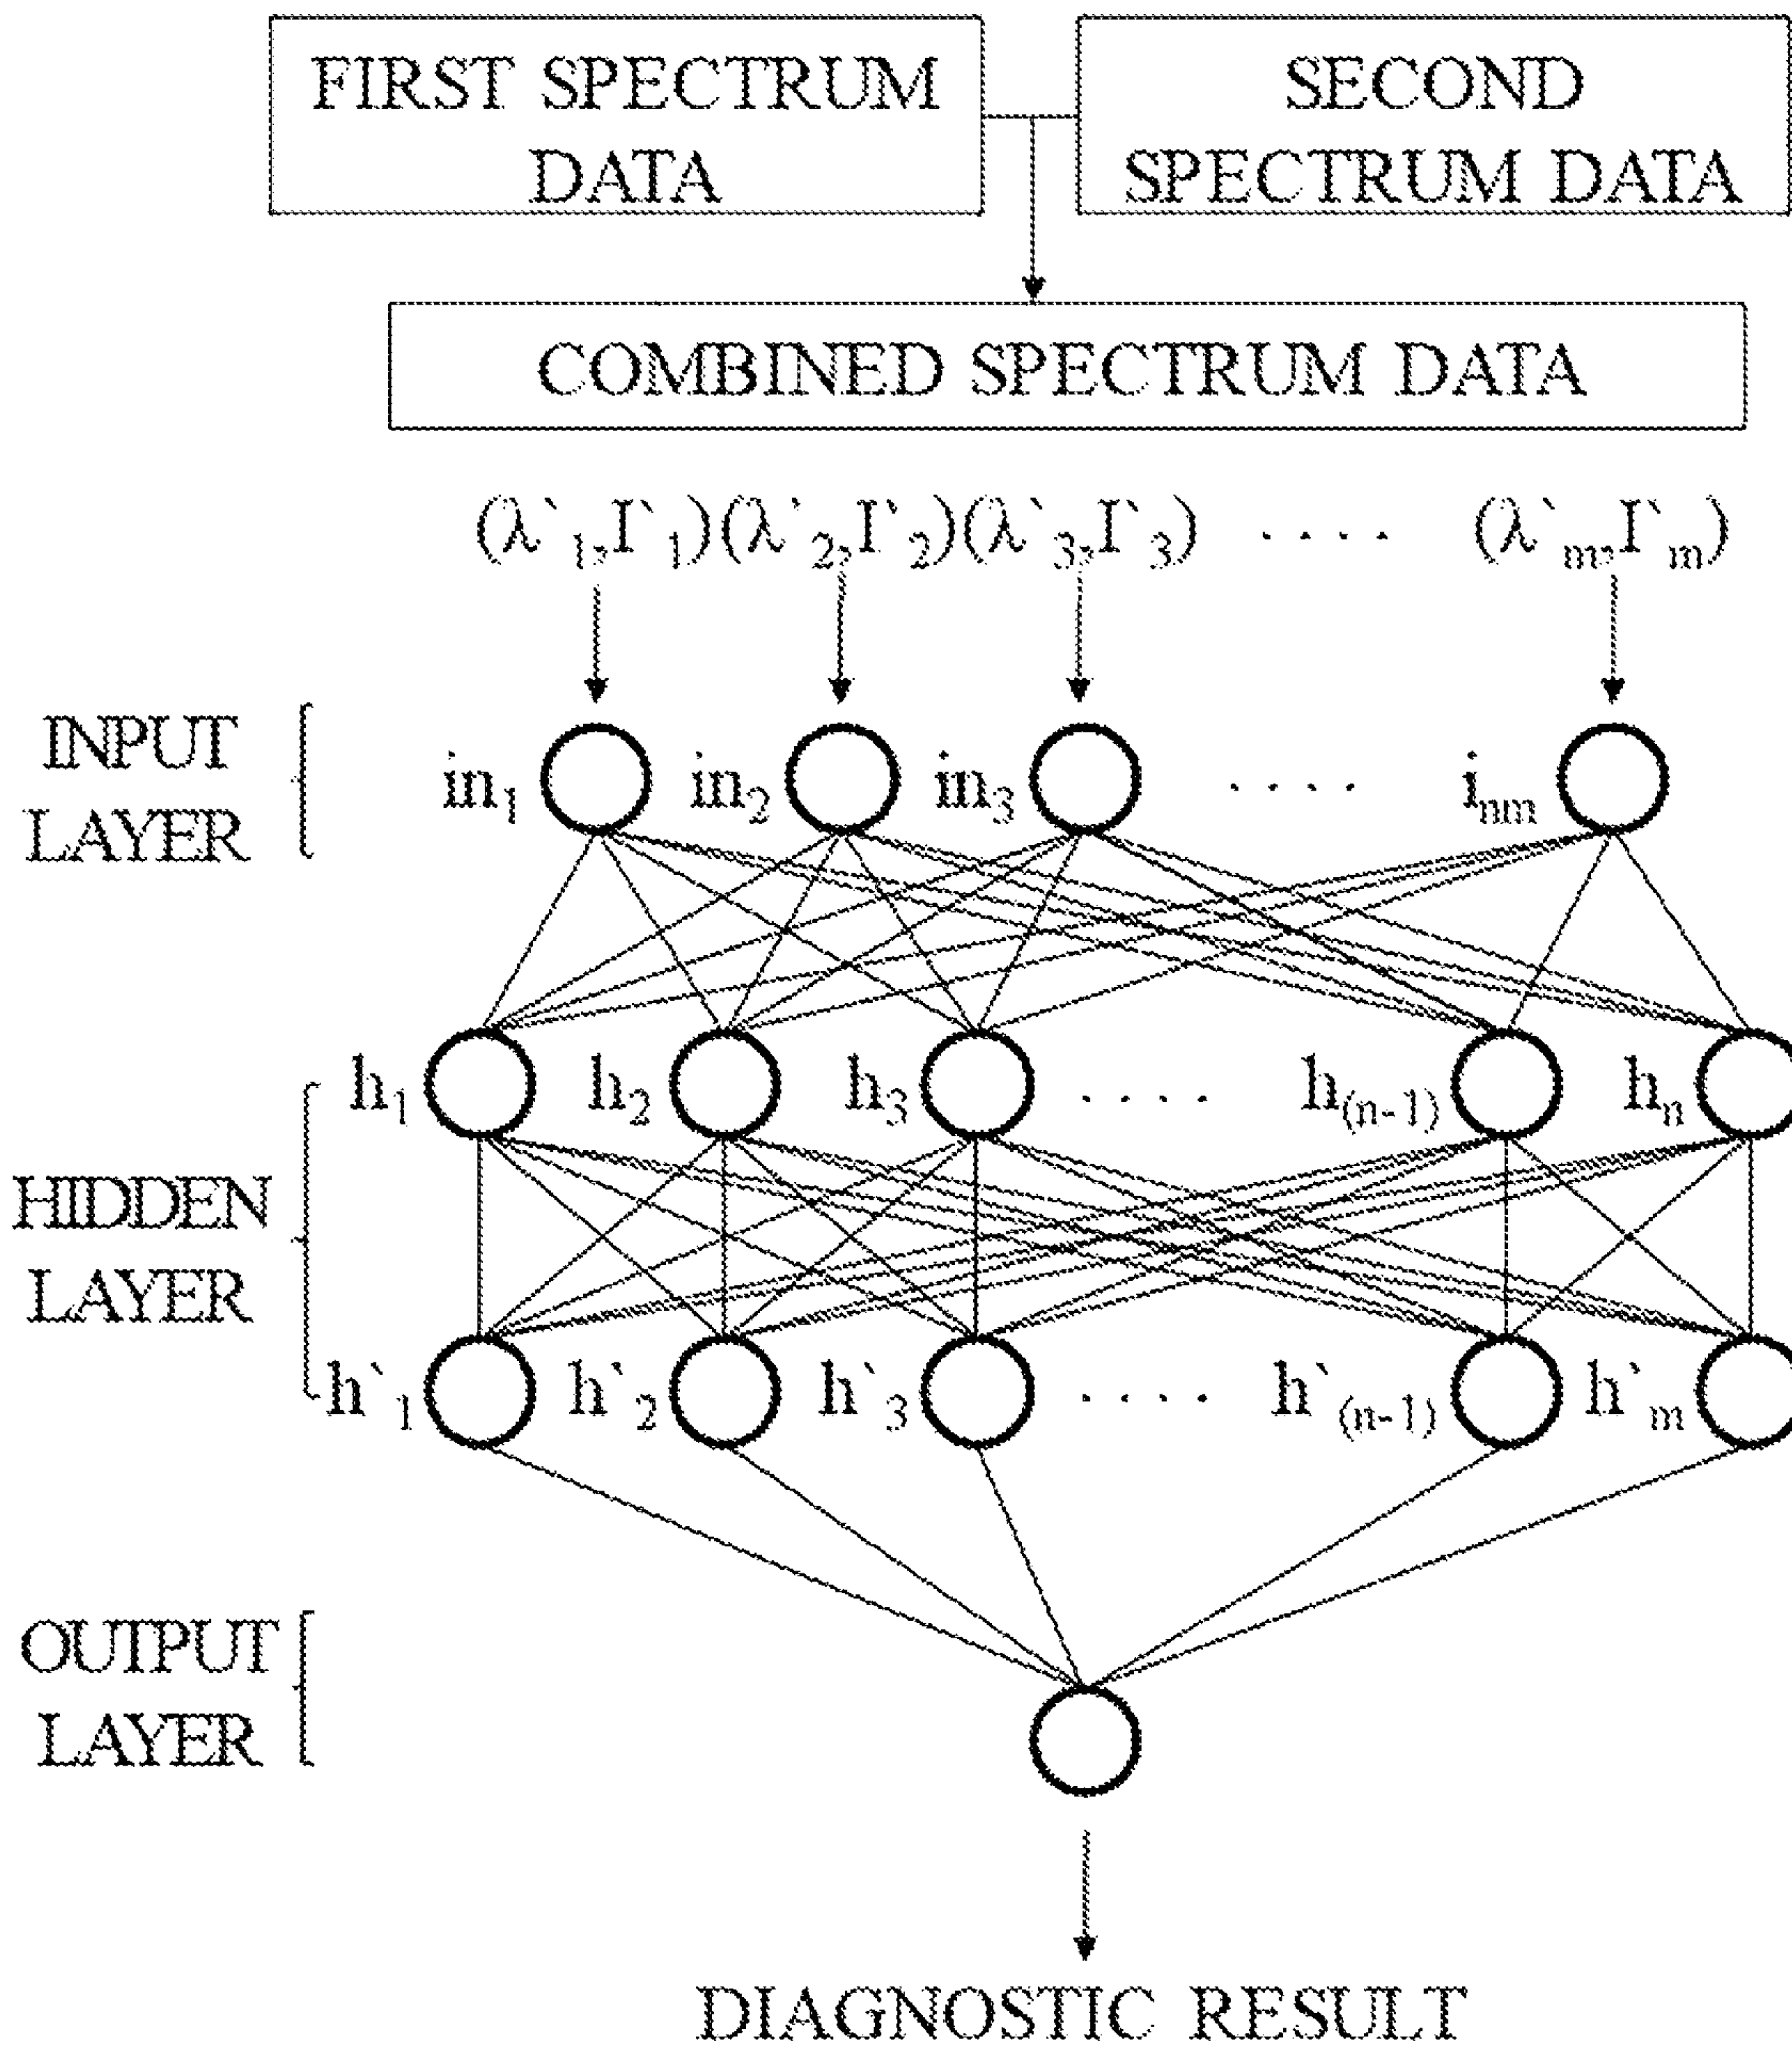 FIRST SPECTRUM
DATA
SECOND
SPECTRUM DATA
COMBINED SPECTRUM DATA
(λ`₁,I`₁)(λ`₂,I`₂)(λ`₃,I`₃) . . . . (λ`ₘ,I`ₘ)
INPUT
LAYER
in₁ in₂ in₃ . . . . iₙₘ
h₁ h₂ h₃ . . . . h₍ₙ₋₁₎ hₙ
HIDDEN
LAYER
h`₁ h`₂ h`₃ . . . . h`₍ₙ₋₁₎ h`ₘ
OUTPUT
LAYER
DIAGNOSTIC RESULT